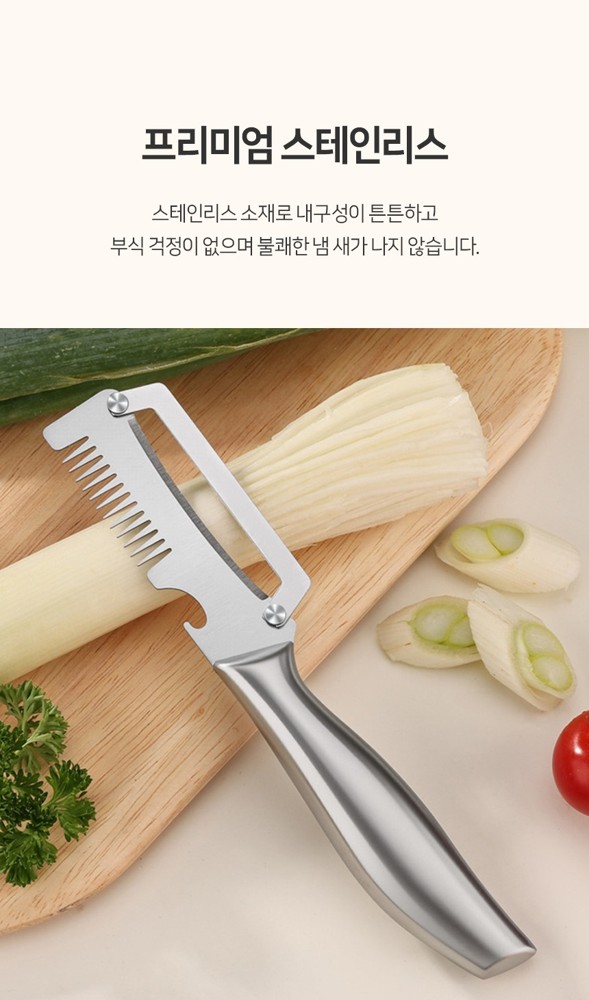 프리미엄 스테인리스
스테인리스 소재로 내구성이 튼튼하고
부식 걱정이 없으며 불쾌한 냄 새가 나지 않습니다.